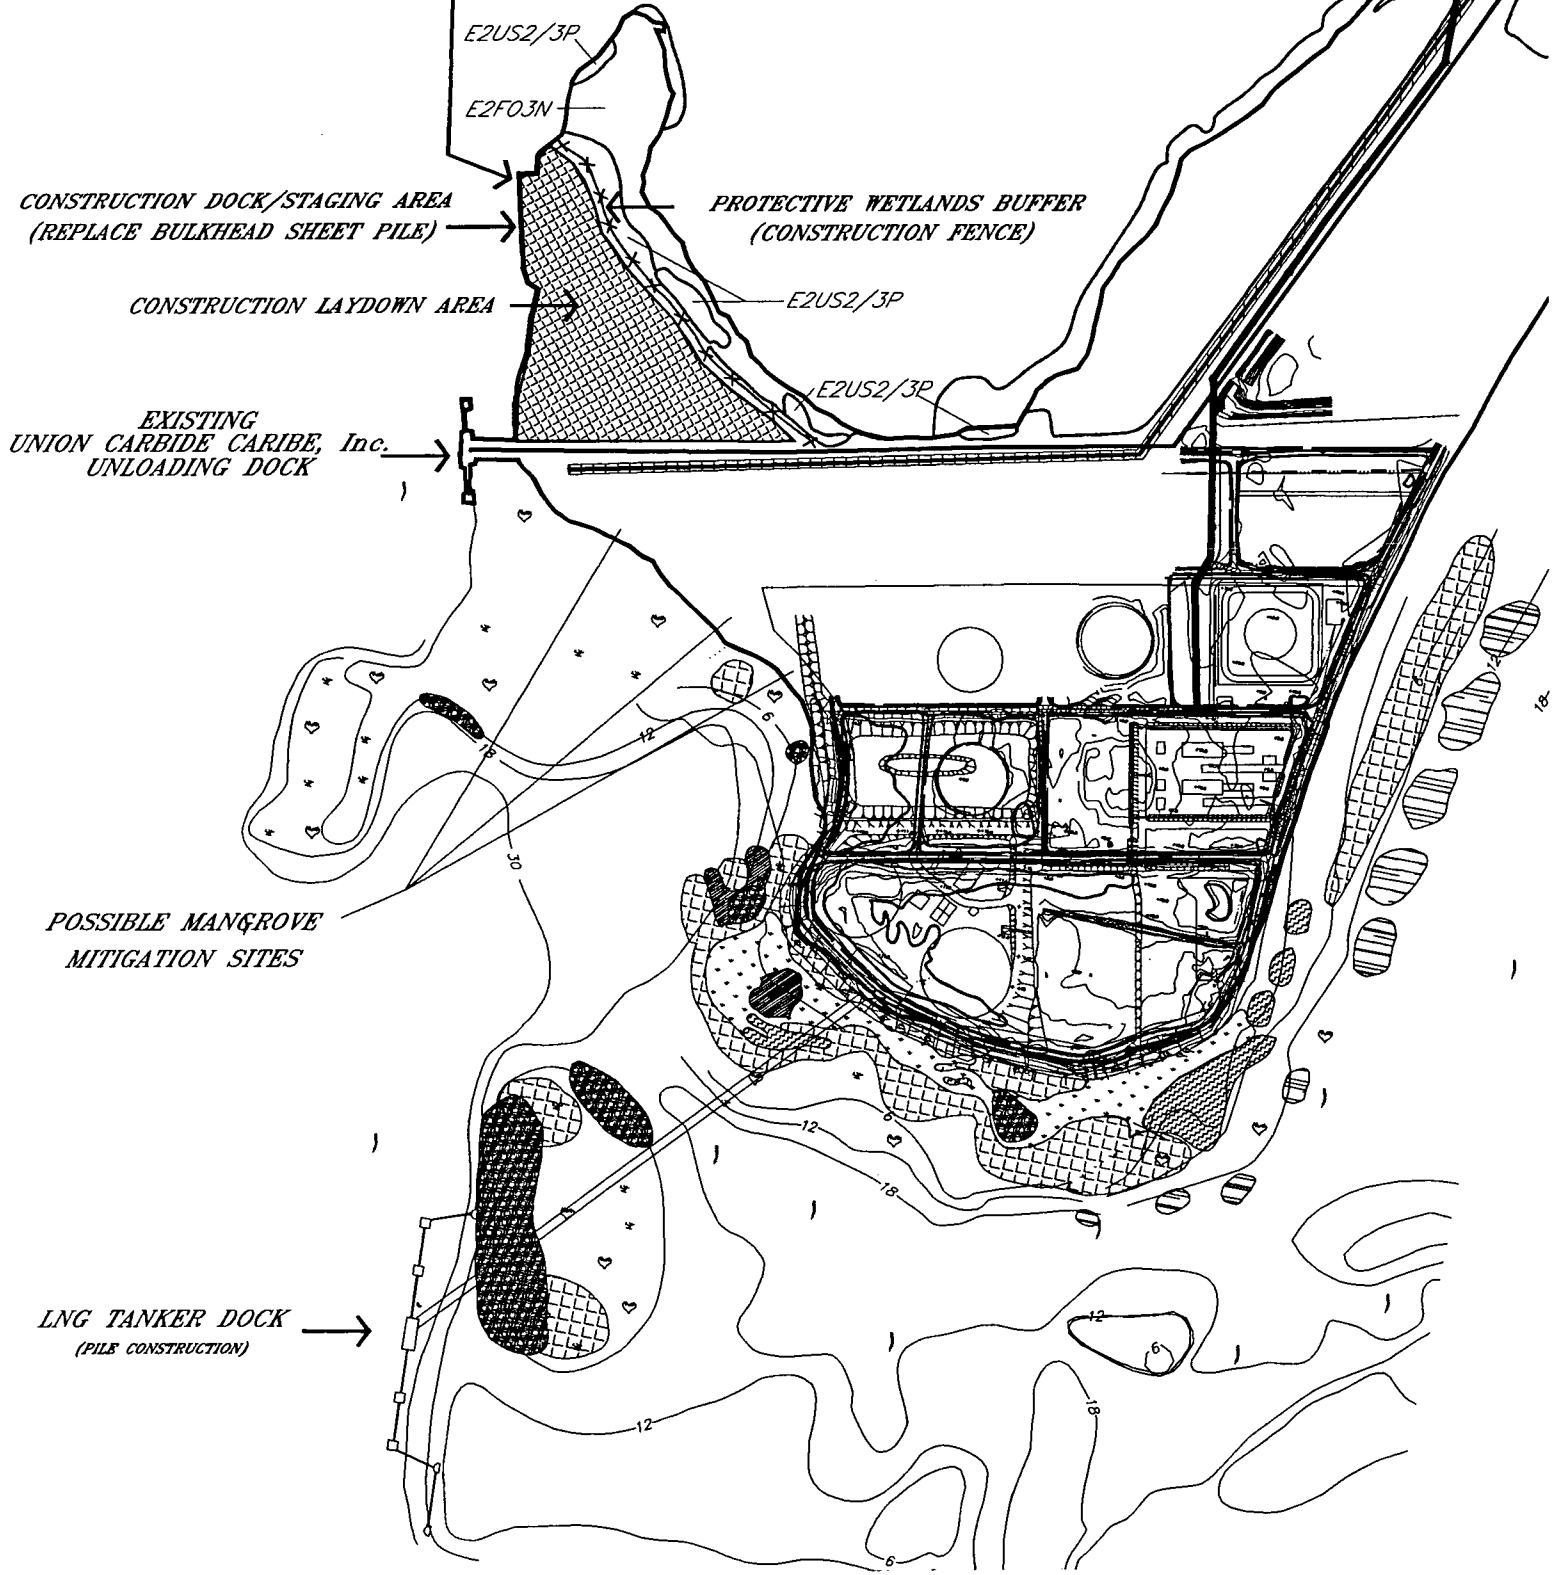 E2US2/3P
E2FO3N
CONSTRUCTION DOCK/STAGING AREA
(REPLACE BULKHEAD SHEET PILE)
PROTECTIVE WETLANDS BUFFER
(CONSTRUCTION FENCE)
CONSTRUCTION LAYDOWN AREA
E2US2/3P
E2US2/3P
EXISTING
UNION CARBIDE CARIBE, Inc.
UNLOADING DOCK
12
18
6
12
18
30
POSSIBLE MANGROVE
MITIGATION SITES
6
12
18
LNG TANKER DOCK
(PILE CONSTRUCTION)
12
6
18
12
6